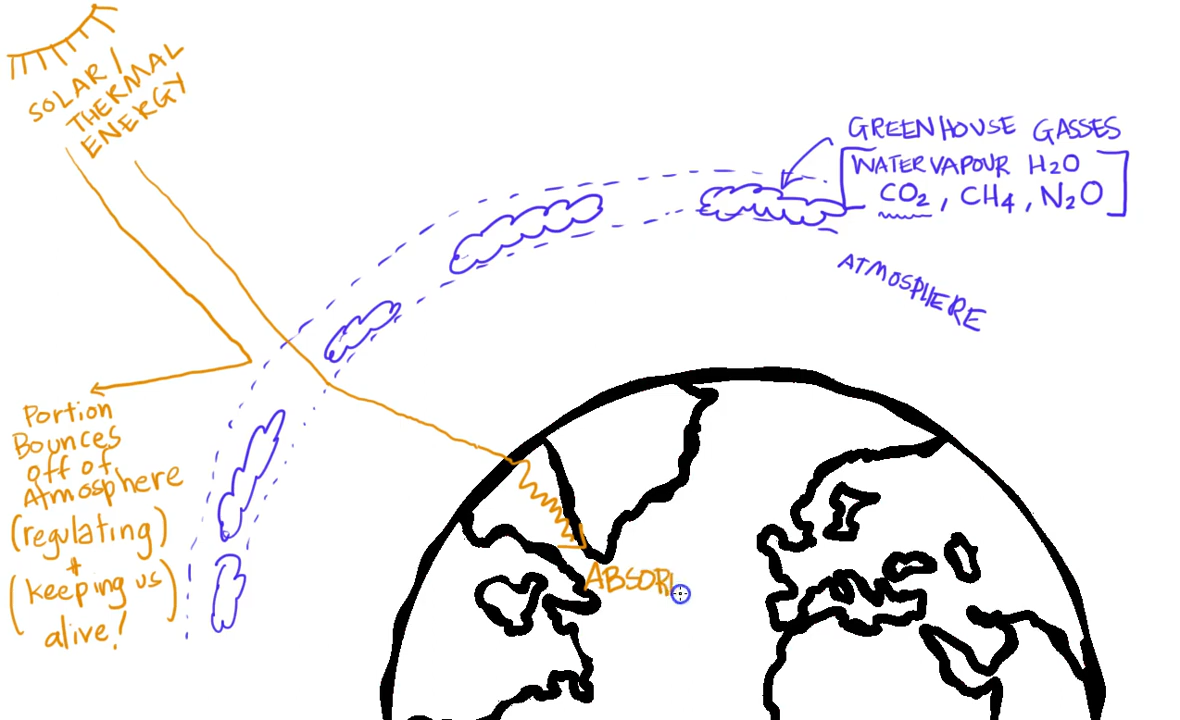 SOLAR /
THERMAL
ENERGY
GREENHOUSE GASSES
[WATER VAPOUR H2O
CO2, CH4, N2O]
ATMOSPHERE
Portion
Bounces
off of
Atmosphere
(regulating)
+
(keeping us)
alive!
ABSOR